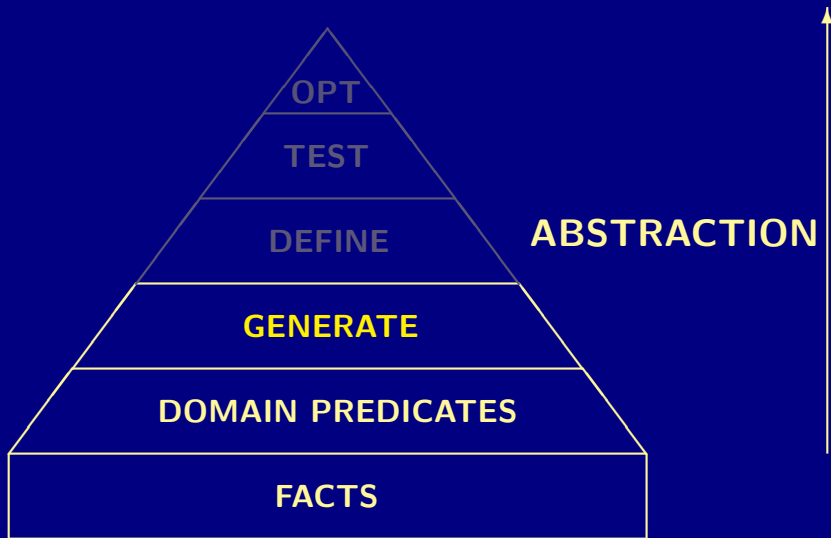 OPT
TEST
DEFINE
ABSTRACTION
GENERATE
DOMAIN PREDICATES
FACTS